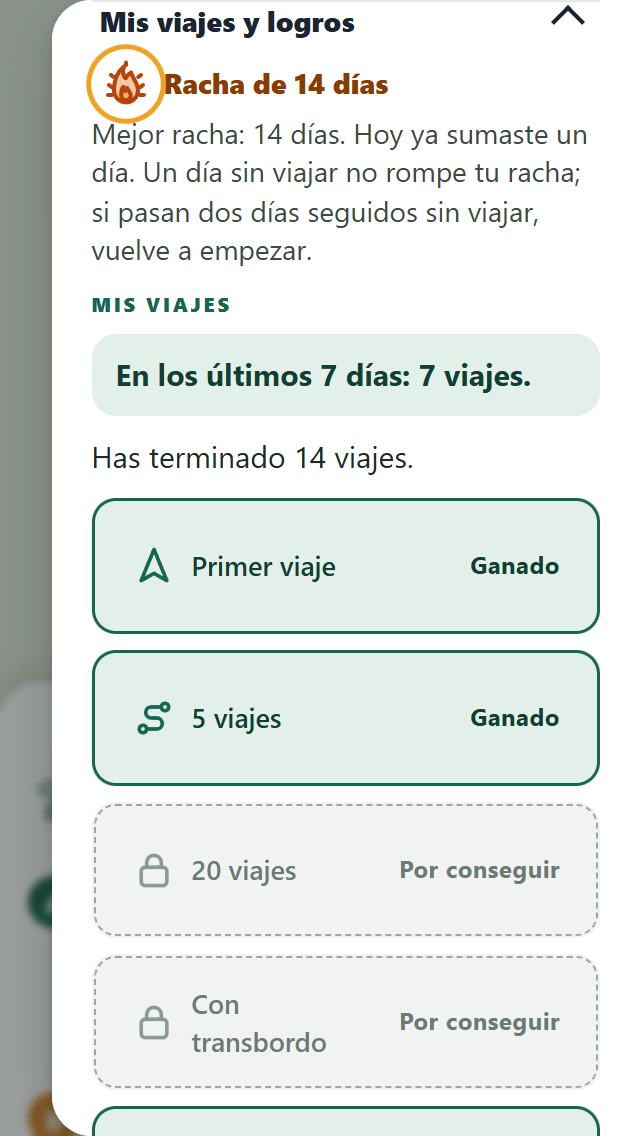 Mis viajes y logros
Racha de 14 días
Mejor racha: 14 días. Hoy ya sumaste un
día. Un día sin viajar no rompe tu racha;
si pasan dos días seguidos sin viajar,
vuelve a empezar.
MIS VIAJES
En los últimos 7 días: 7 viajes.
Has terminado 14 viajes.
Primer viaje Ganado
5 viajes Ganado
20 viajes Por conseguir
Con
transbordo Por conseguir